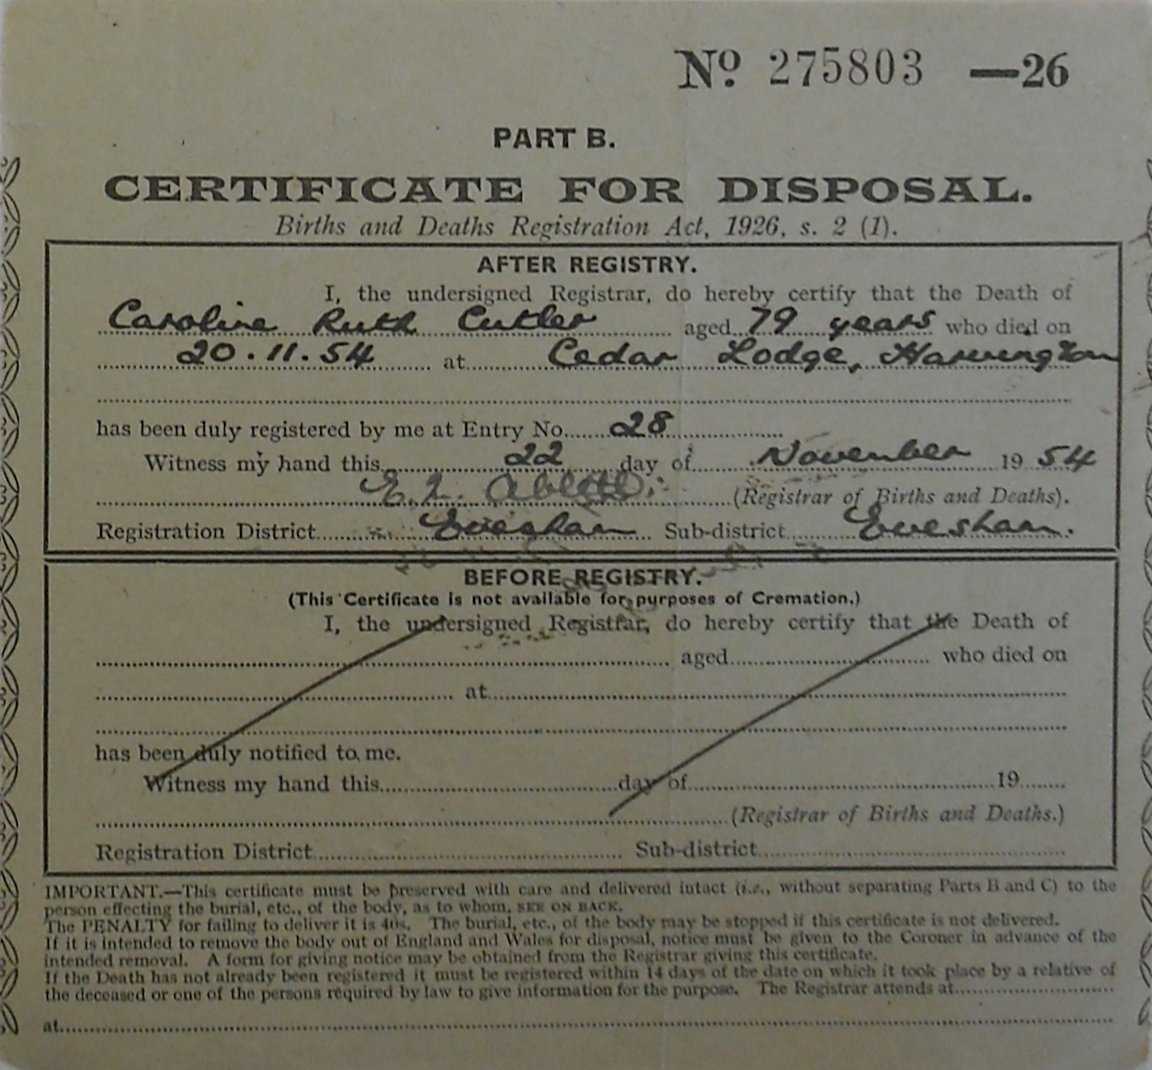 Nº 275803 —26
PART B.
CERTIFICATE FOR DISPOSAL.
Births and Deaths Registration Act, 1926, s. 2 (1).
AFTER REGISTRY.
I, the undersigned Registrar, do hereby certify that the Death of
Caroline Ruth Cutler aged 79 years who died on
20.11.54 at Cedar Lodge, Harvington
has been duly registered by me at Entry No. 28
Witness my hand this 22 day of November 19 54
E. L. (Registrar of Births and Deaths).
Registration District Evesham Sub-district Evesham.
BEFORE REGISTRY.
(This Certificate is not available for purposes of Cremation.)
I, the undersigned Registrar, do hereby certify that the Death of
aged who died on
at
has been duly notified to me.
Witness my hand this day of 19
(Registrar of Births and Deaths.)
Registration District Sub-district
IMPORTANT.—This certificate must be preserved with care and delivered intact (i.e., without separating Parts B and C) to the
person effecting the burial, etc., of the body, as to whom, SEE ON BACK.
The PENALTY for failing to deliver it is 40s. The burial, etc., of the body may be stopped if this certificate is not delivered.
If it is intended to remove the body out of England and Wales for disposal, notice must be given to the Coroner in advance of the
intended removal. A form for giving notice may be obtained from the Registrar giving this certificate.
If the Death has not already been registered it must be registered within 14 days of the date on which it took place by a relative of
the deceased or one of the persons required by law to give information for the purpose. The Registrar attends at
at